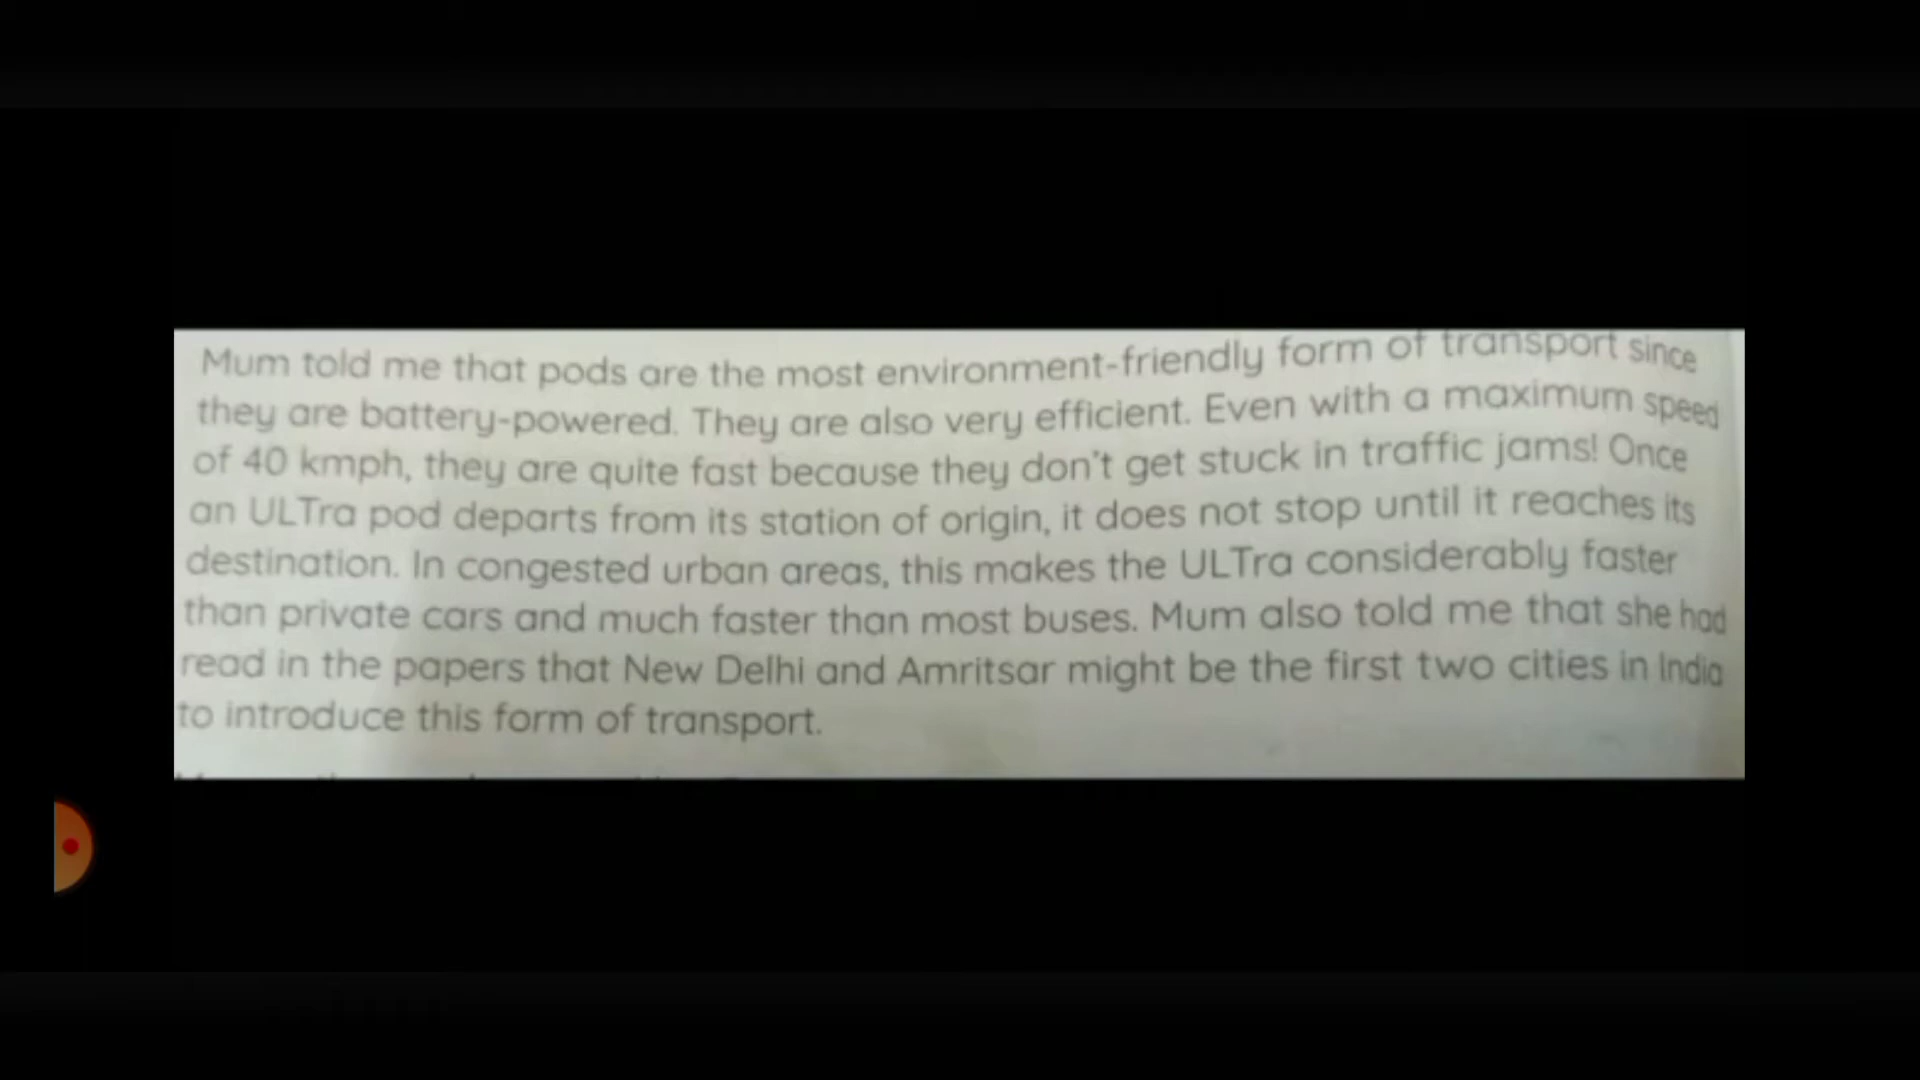 Mum told me that pods are the most environment-friendly form of transport since
they are battery-powered. They are also very efficient. Even with a maximum speed
of 40 kmph, they are quite fast because they don't get stuck in traffic jams! Once
an ULTra pod departs from its station of origin, it does not stop until it reaches its
destination. In congested urban areas, this makes the ULTra considerably faster
than private cars and much faster than most buses. Mum also told me that she had
read in the papers that New Delhi and Amritsar might be the first two cities in India
to introduce this form of transport.